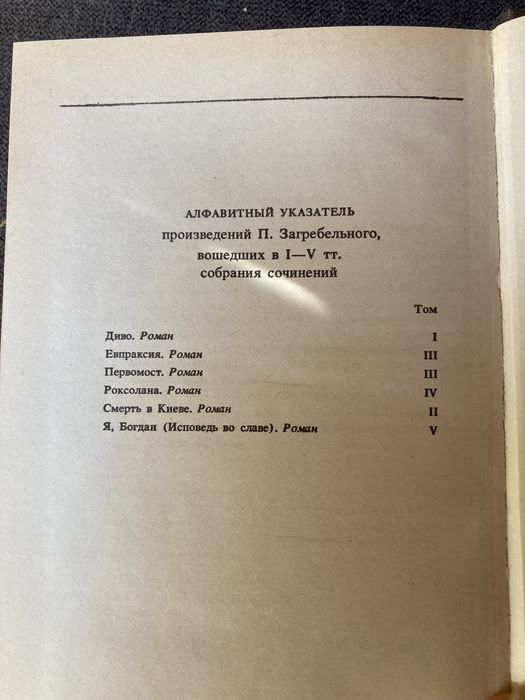 АЛФАВИТНЫЙ УКАЗАТЕЛЬ
произведений П. Загребельного,
вошедших в I—V тт.
собрания сочинений
Том
Диво. Роман I
Евпраксия. Роман III
Первомост. Роман III
Роксолана. Роман IV
Смерть в Киеве. Роман II
Я, Богдан (Исповедь во славе). Роман V